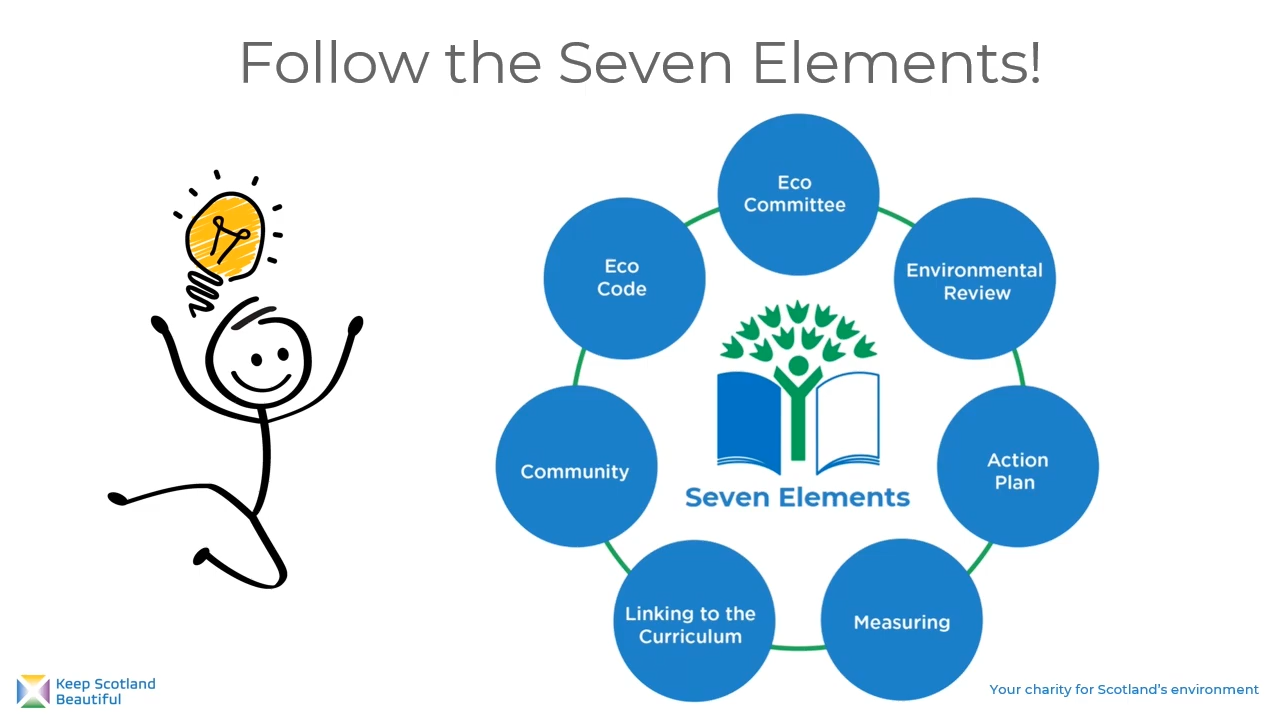 Follow the Seven Elements!
Eco
Committee
Environmental
Review
Action
Plan
Measuring
Linking to the
Curriculum
Community
Eco
Code
Seven Elements
Keep Scotland
Beautiful
Your charity for Scotland's environment